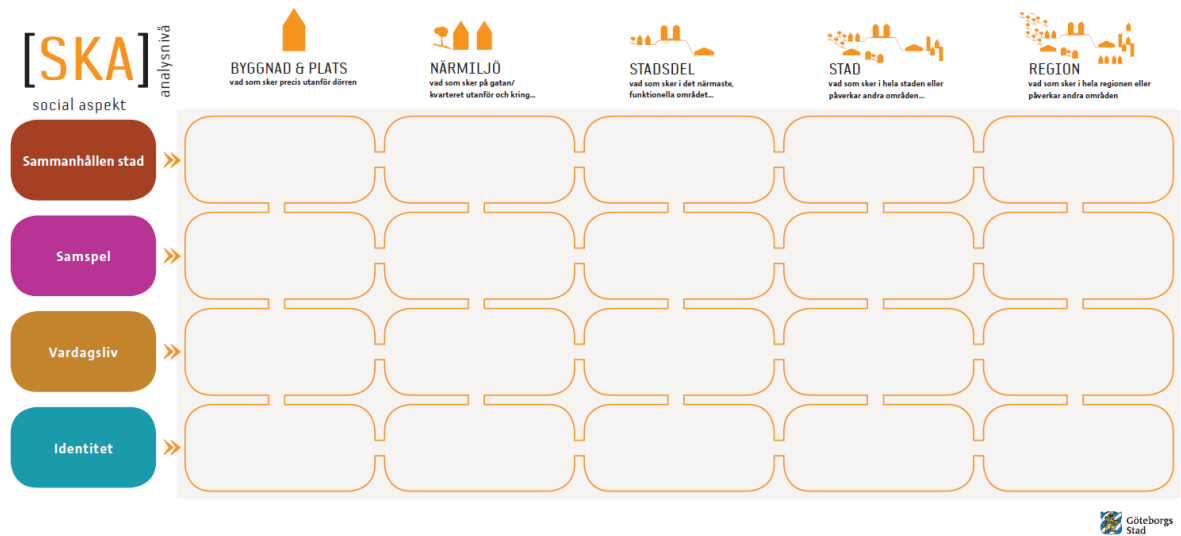 [SKA]
analysnivå
social aspekt
BYGGNAD & PLATS
vad som sker precis utanför dörren
NÄRMILJÖ
vad som sker på gatan/
kvarteret utanför och kring...
STADSDEL
vad som sker i det närmaste,
funktionella området...
STAD
vad som sker i hela staden eller
påverkar andra områden...
REGION
vad som sker i hela regionen eller
påverkar andra områden
Sammanhållen stad
Samspel
Vardagsliv
Identitet
Göteborgs
Stad